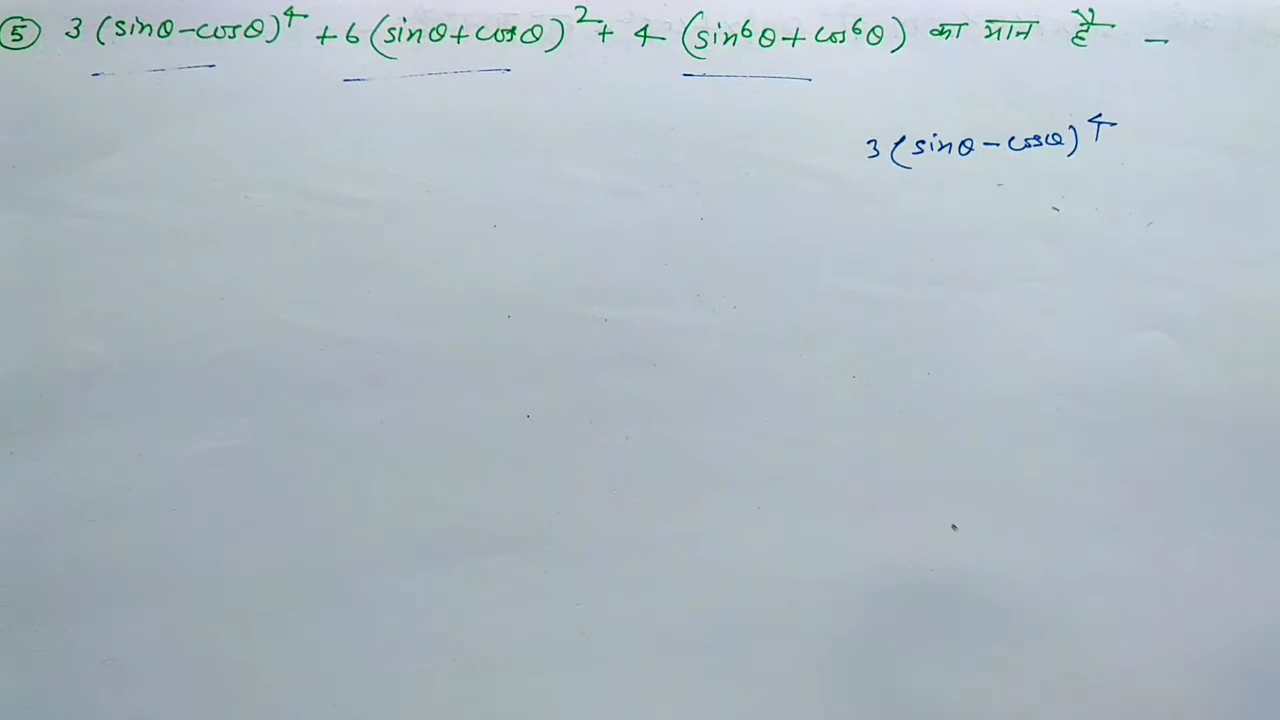 ⑤ 3 (sinθ-cosθ)⁴ +6(sinθ+cosθ)²+ 4 (sin⁶θ+cos⁶θ) का मान है –
3 (sinθ-cosθ)⁴